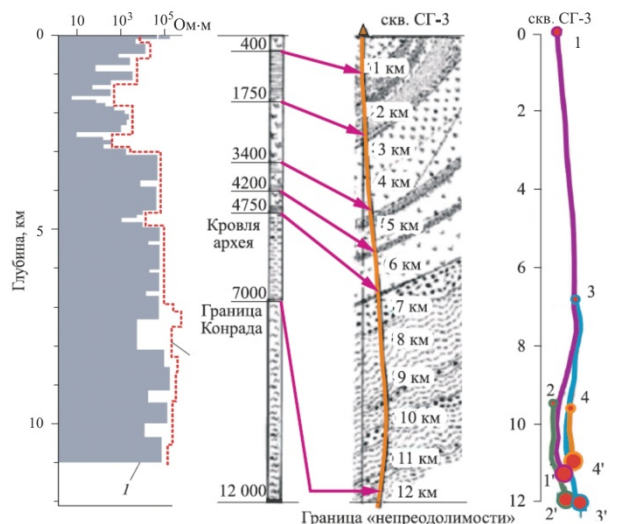 10 10³ 10⁵ Ом·м
0
5
10
Глубина, км
1
400
1750
3400
4200
4750
Кровля
архея
7000
Граница
Конрада
12 000
скв. СГ-3
1 км
2 км
3 км
4 км
5 км
6 км
7 км
8 км
9 км
10 км
11 км
12 км
Граница «непреодолимости»
скв. СГ-3
0
2
4
6
8
10
12
1
3
2
4
1'
4'
2'
3'